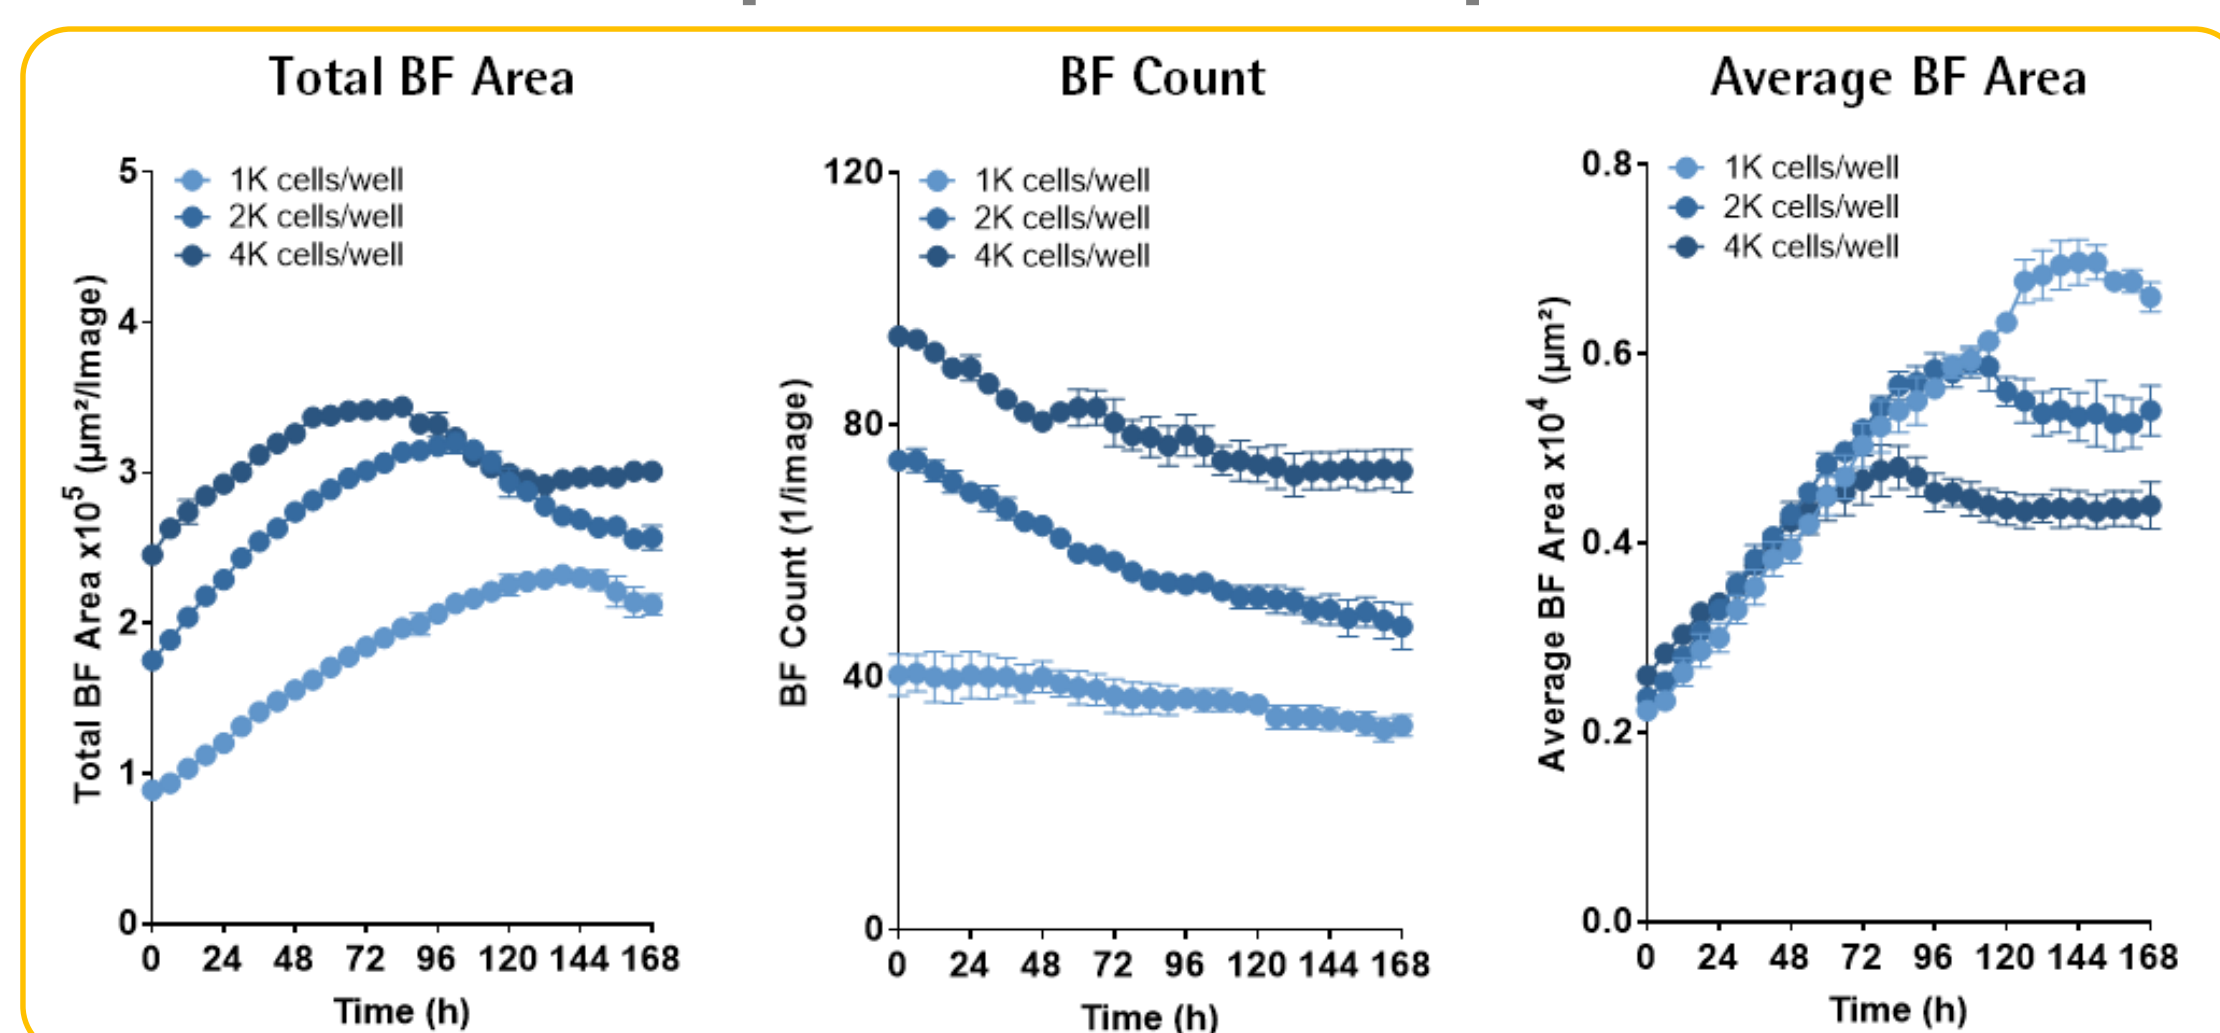 Total BF Area
BF Count
Average BF Area
5
4
3
2
1
0
1K cells/well
2K cells/well
4K cells/well
Total BF Area x10⁵ (µm²/Image)
0 24 48 72 96 120 144 168
Time (h)
120
80
40
0
1K cells/well
2K cells/well
4K cells/well
BF Count (1/image)
0 24 48 72 96 120 144 168
Time (h)
0.8
0.6
0.4
0.2
0.0
1K cells/well
2K cells/well
4K cells/well
Average BF Area x10⁴ (µm²)
0 24 48 72 96 120 144 168
Time (h)